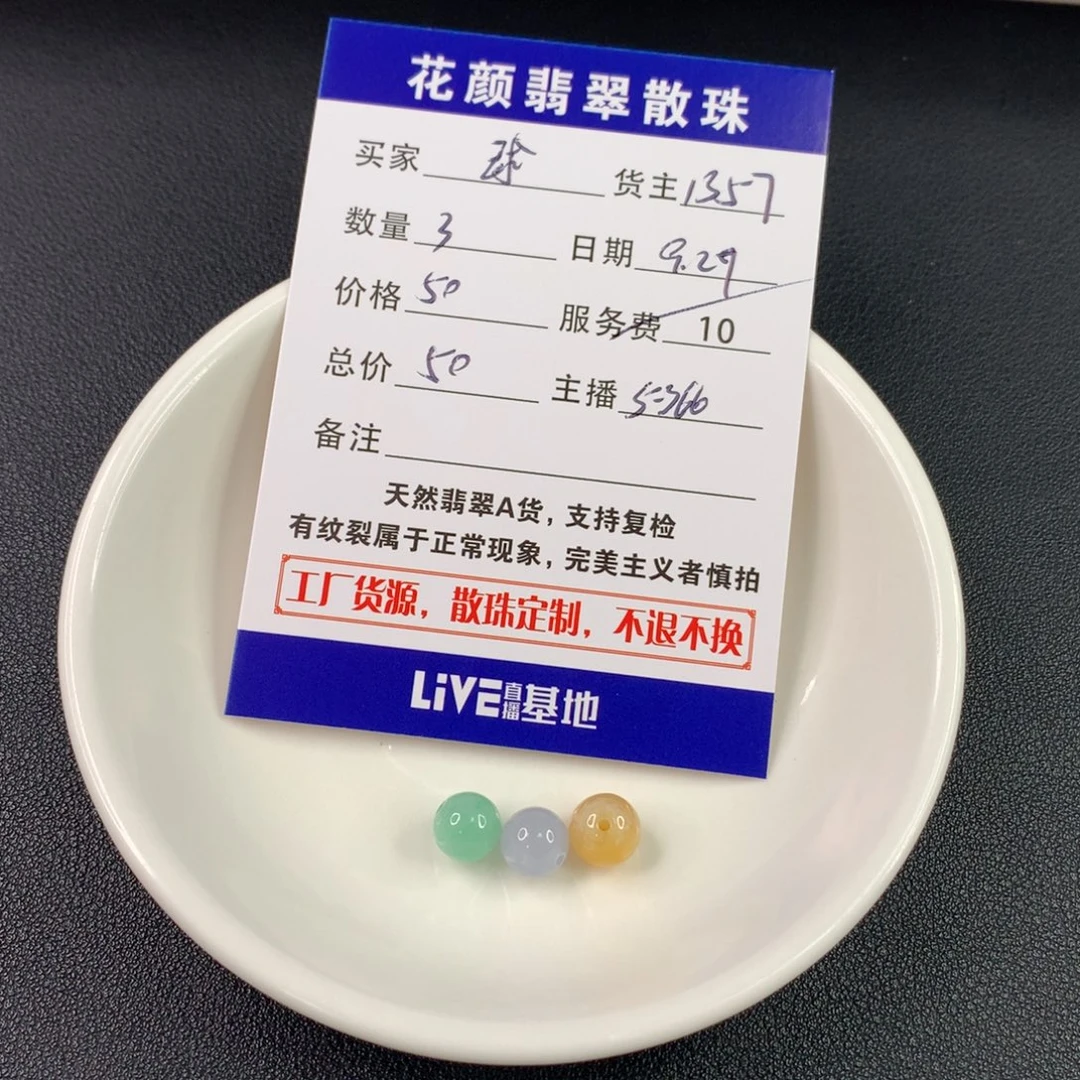 花颜翡翠散珠
买家 球 货主 1357
数量 3 日期 9.27
价格 50 服务费 10
总价 50 主播 5366
备注
天然翡翠A货，支持复检
有纹裂属于正常现象，完美主义者慎拍
工厂货源，散珠定制，不退不换
LiVE直播基地